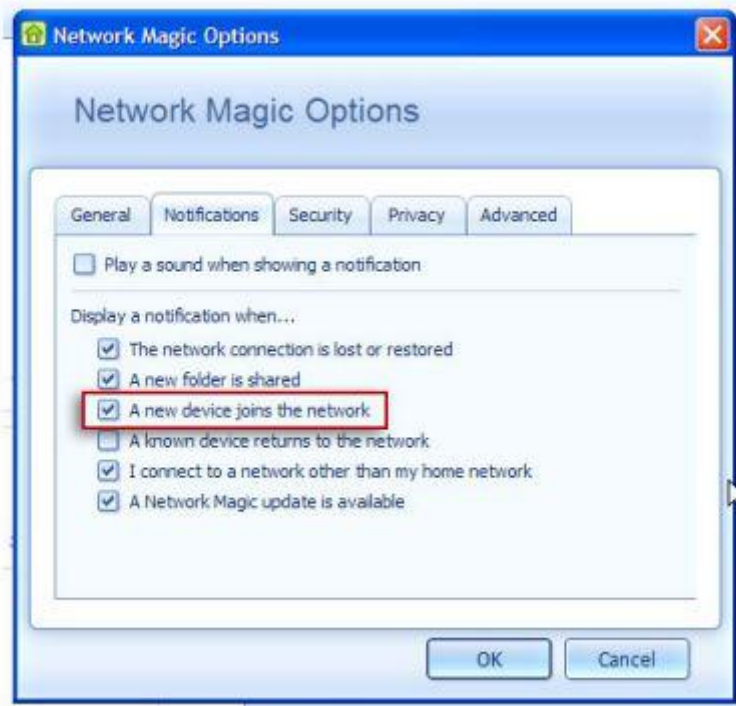 Network Magic Options
Network Magic Options
General Notifications Security Privacy Advanced
Play a sound when showing a notification
Display a notification when...
The network connection is lost or restored
A new folder is shared
A new device joins the network
A known device returns to the network
I connect to a network other than my home network
A Network Magic update is available
OK Cancel